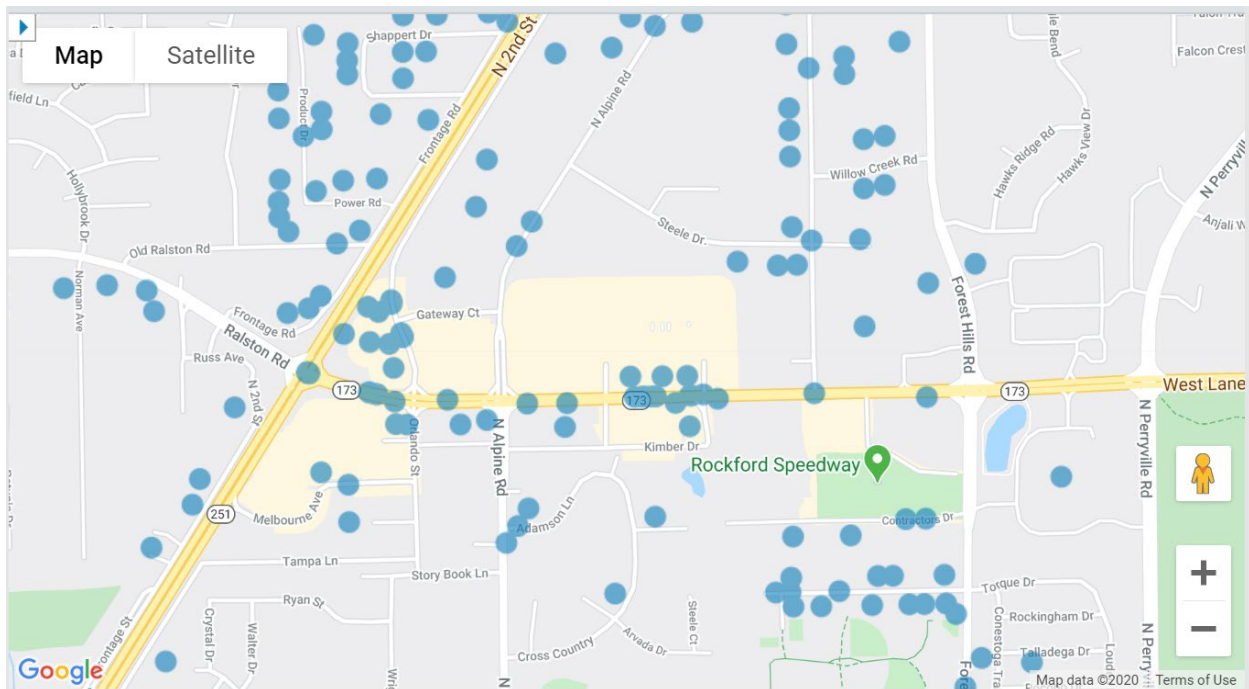 Map
Satellite
field Ln
Shappert Dr
N 2nd St
Product Dr
Frontage Rd
N Alpine Rd
Falcon Crest
Hawks Ridge Rd
Hawks View Dr
N Perryville
Willow Creek Rd
Hollybrook Dr
Power Rd
Anjali W
Steele Dr
Old Ralston Rd
Norman Ave
Frontage Rd
Ralston Rd
Gateway Ct
Forest Hills Rd
Russ Ave
N 2nd St
173
173
173
West Lane
Orlando St
N Alpine Rd
Kimber Dr
Rockford Speedway
N Perryville Rd
251
Melbourne Ave
Adamson Ln
Contractors Dr
Tampa Ln
Story Book Ln
Torque Dr
Ryan St
Crystal Dr
Walter Dr
Steele Ct
Arvada Dr
Conestoga Tra
Rockingham Dr
Frontage St
Cross Country
Talladega Dr
Loud
N Perryvil
Wrig
N
Fore
Google
Map data ©2020
Terms of Use